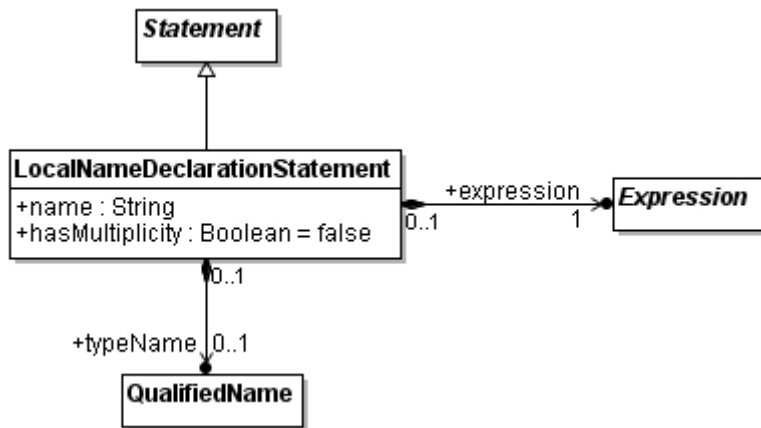 Statement
LocalNameDeclarationStatement
+name : String
+hasMultiplicity : Boolean = false
+expression
0..1
1
Expression
0..1
+typeName
0..1
QualifiedName